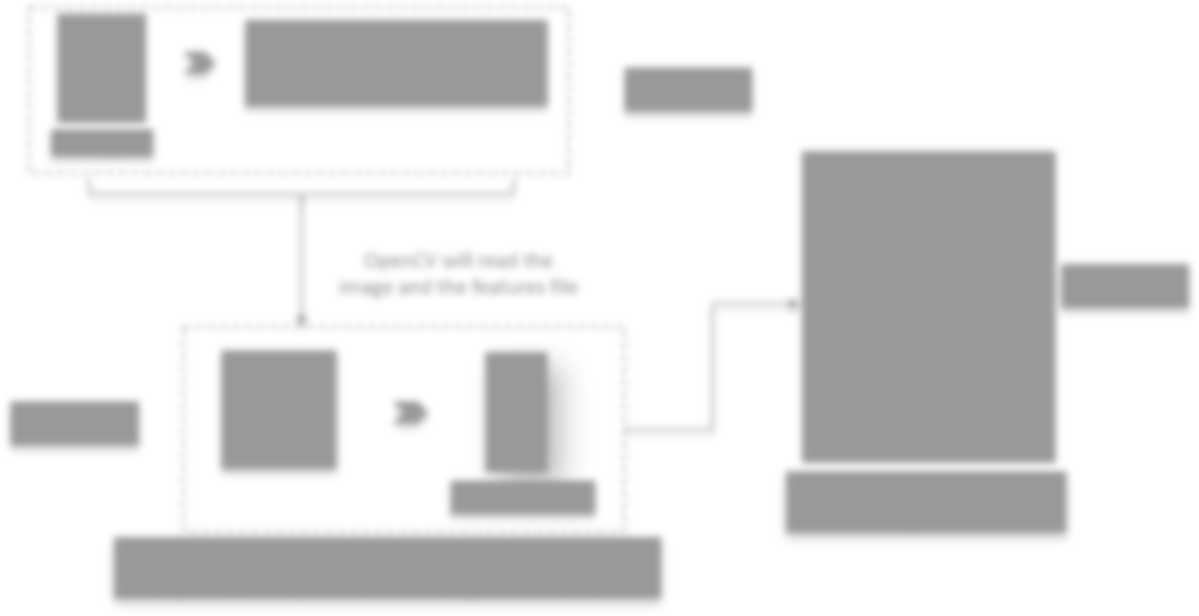 OpenCV will read the
image and the features file